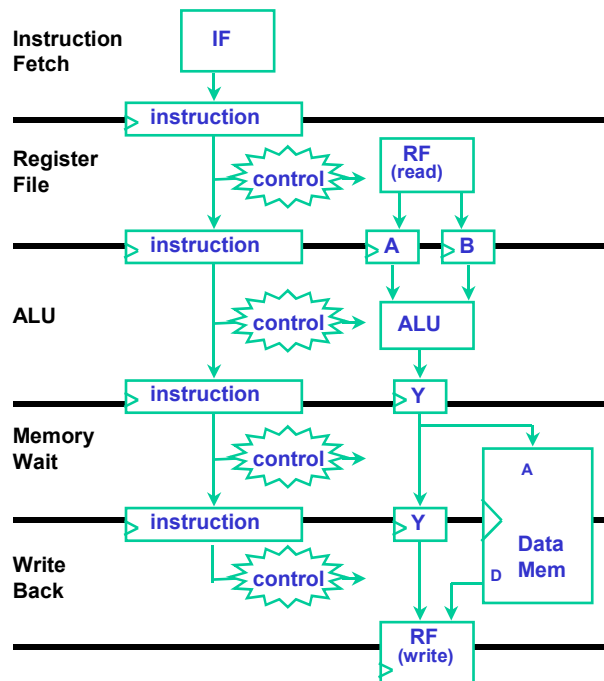 Instruction
Fetch
IF
instruction
Register
File
control
RF
(read)
instruction
A
B
ALU
control
ALU
instruction
Y
Memory
Wait
control
A
instruction
Y
Data
Mem
Write
Back
control
D
RF
(write)